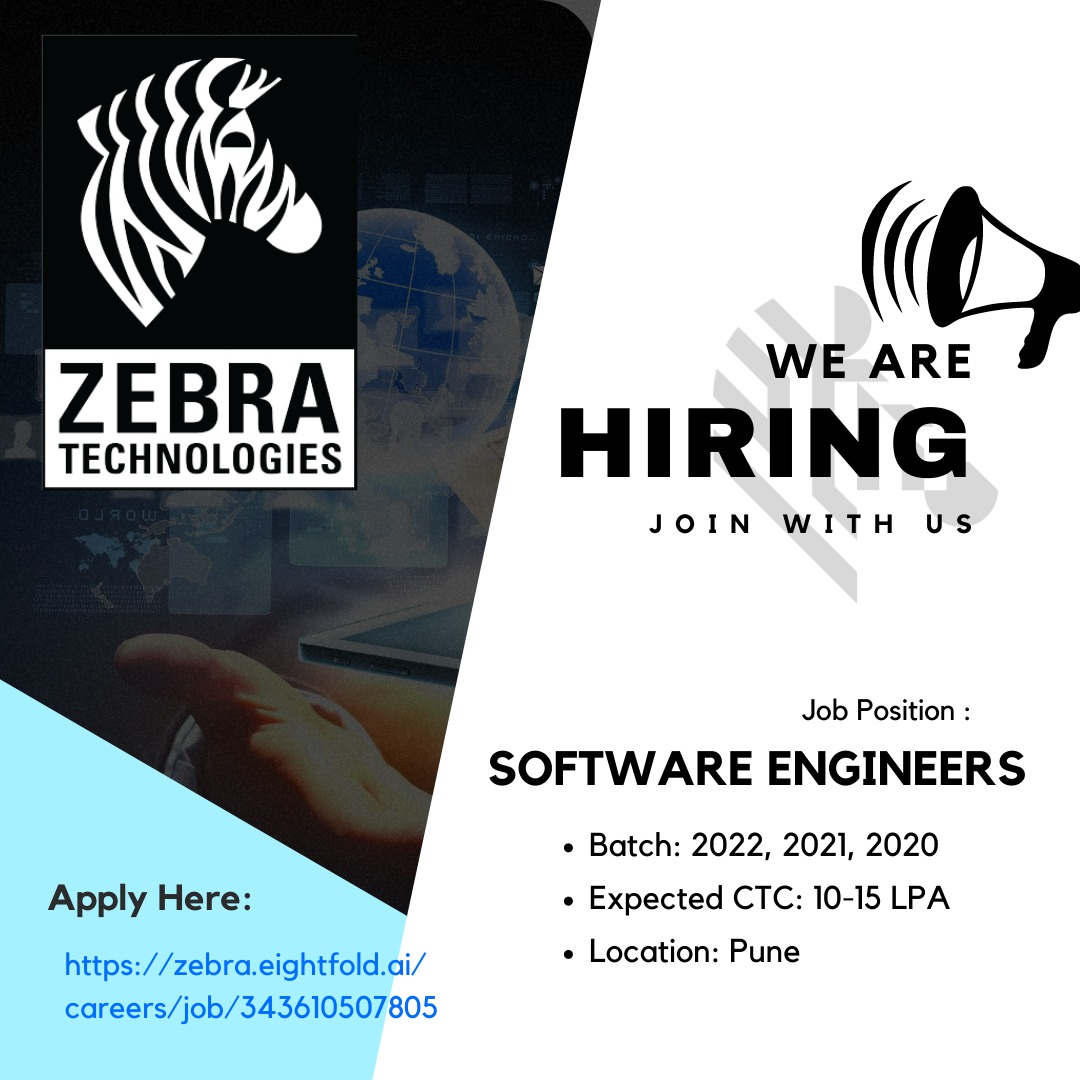 ZEBRA
TECHNOLOGIES
WORLD
WE ARE
HIRING
JOIN WITH US
Job Position :
SOFTWARE ENGINEERS
• Batch: 2022, 2021, 2020
• Expected CTC: 10-15 LPA
• Location: Pune
Apply Here:
https://zebra.eightfold.ai/
careers/job/343610507805